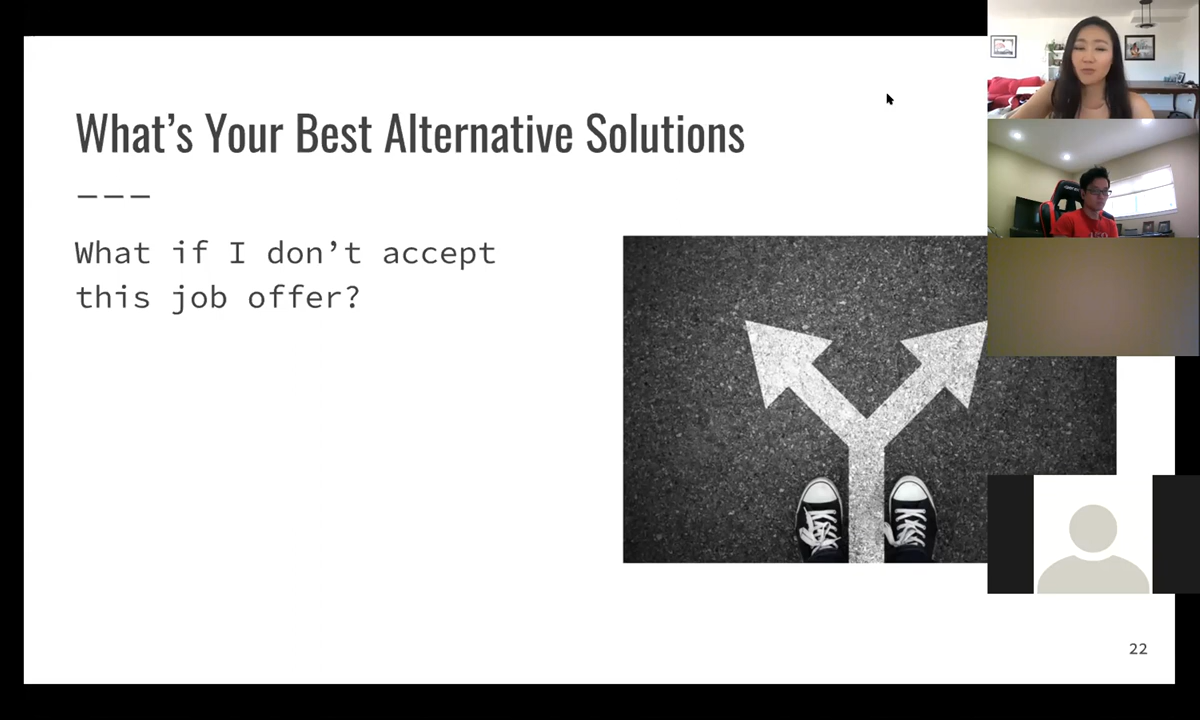 What's Your Best Alternative Solutions
———
What if I don't accept
this job offer?
22